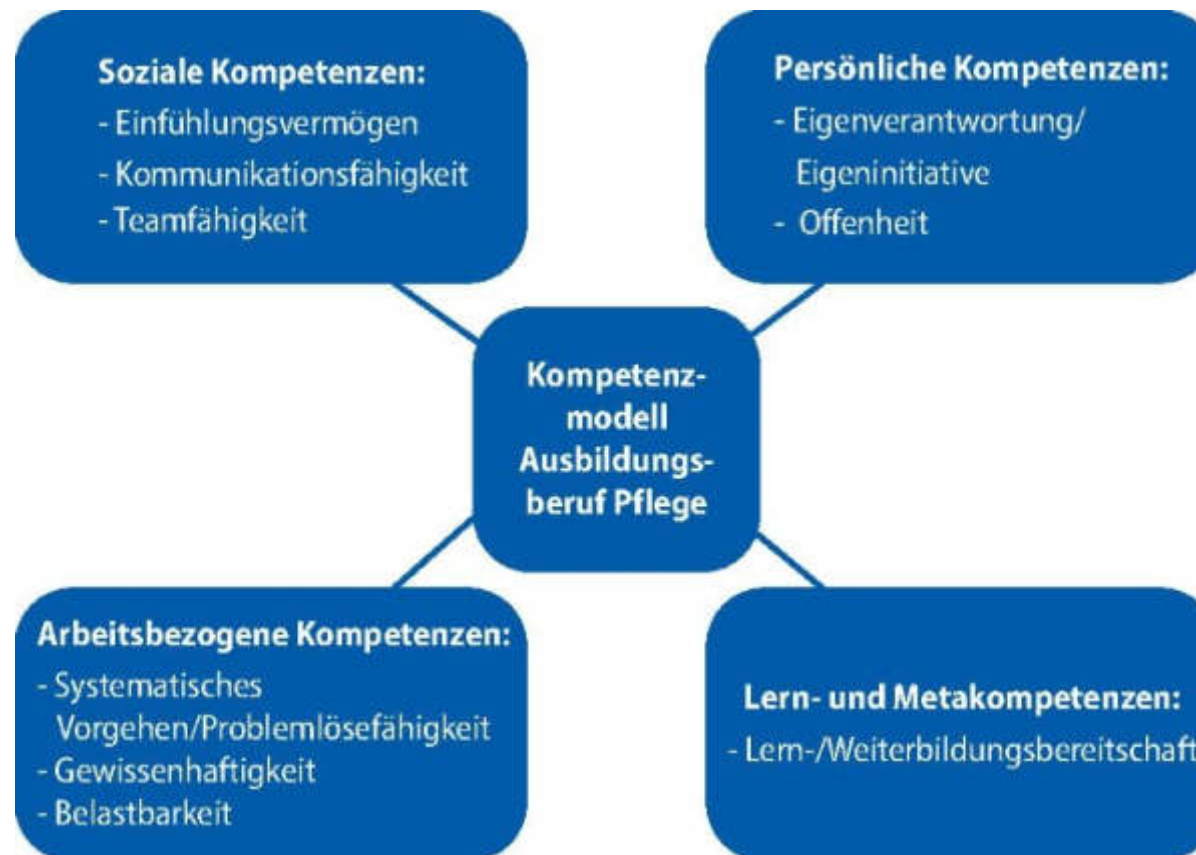 Soziale Kompetenzen:
- Einfühlungsvermögen
- Kommunikationsfähigkeit
- Teamfähigkeit
Persönliche Kompetenzen:
- Eigenverantwortung/
Eigeninitiative
- Offenheit
Kompetenz-
modell
Ausbildungs-
beruf Pflege
Arbeitsbezogene Kompetenzen:
- Systematisches
Vorgehen/Problemlösefähigkeit
- Gewissenhaftigkeit
- Belastbarkeit
Lern- und Metakompetenzen:
- Lern-/Weiterbildungsbereitschaft